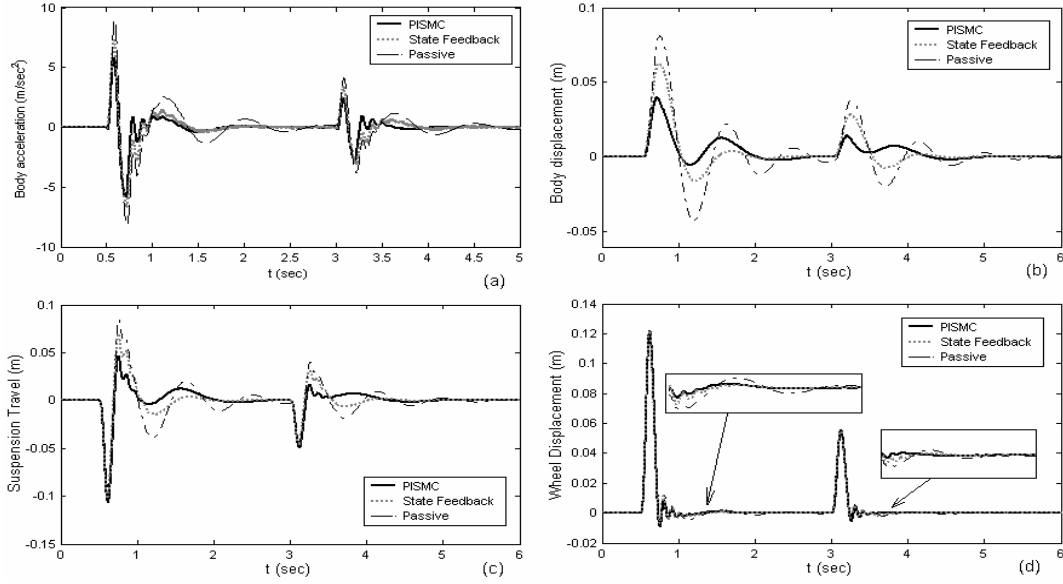 10
5
0
-5
-10
Body acceleration (m/sec²)
PISMC
State Feedback
Passive
0 0.5 1 1.5 2 2.5 3 3.5 4 4.5 5
t (sec)
(a)
0.1
0.05
0
-0.05
Body displacement (m)
PISMC
State Feedback
Passive
0 1 2 3 4 5 6
t (sec)
(b)
0.1
0.05
0
-0.05
-0.1
-0.15
Suspension Travel (m)
PISMC
State Feedback
Passive
0 1 2 3 4 5 6
t (sec)
(c)
0.14
0.12
0.10
0.08
0.06
0.04
0.02
0
-0.02
Wheel Displacement (m)
PISMC
State Feedback
Passive
0 1 2 3 4 5 6
t (sec)
(d)